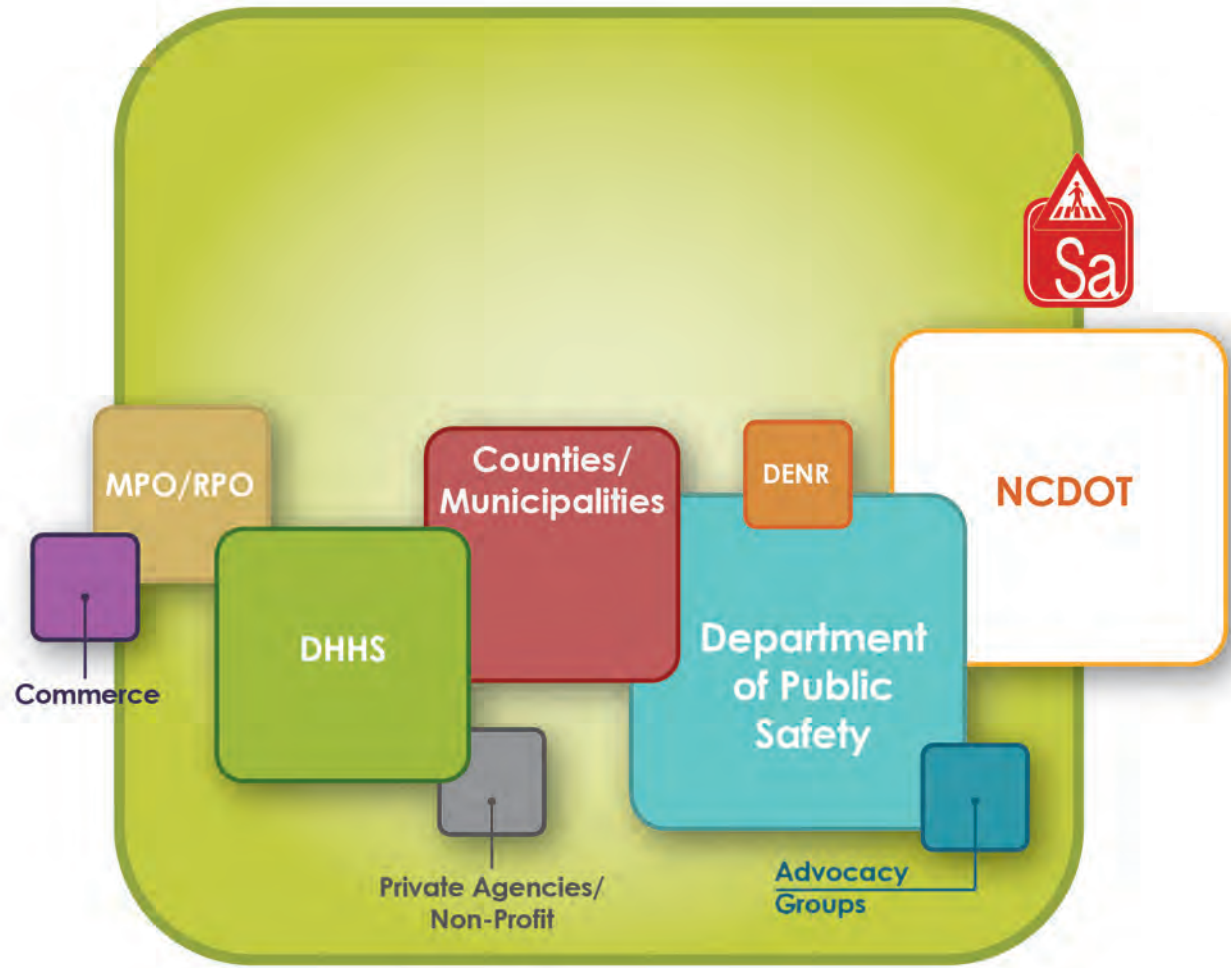 Sa
MPO/RPO
Counties/
Municipalities
DENR
NCDOT
DHHS
Department
of Public
Safety
Commerce
Private Agencies/
Non-Profit
Advocacy
Groups